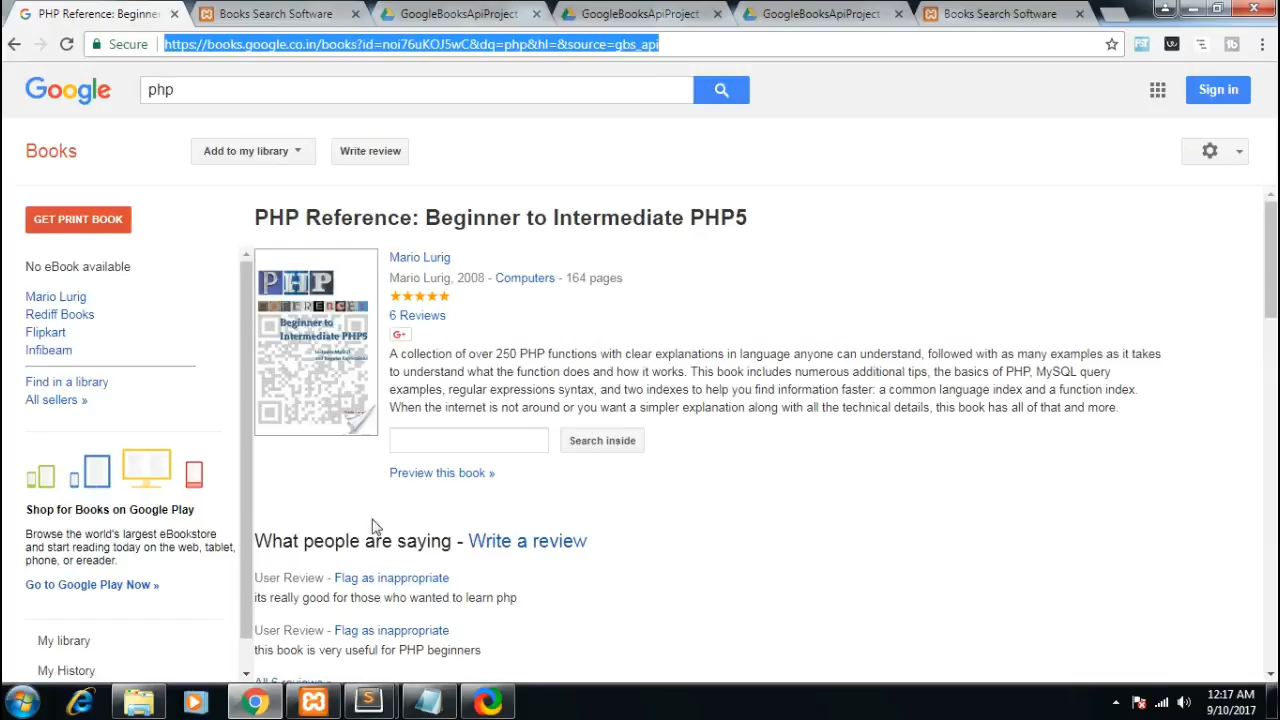 PHP Reference: Beginner
Books Search Software
GoogleBooksApiProject
GoogleBooksApiProject
GoogleBooksApiProject
Books Search Software
Secure
https://books.google.co.in/books?id=noi76uKOJ5wC&dq=php&hl=&source=gbs_api
Google
php
Sign in
Books
Add to my library
Write review
GET PRINT BOOK
No eBook available
Mario Lurig
Rediff Books
Flipkart
Infibeam
Find in a library
All sellers »
Shop for Books on Google Play
Browse the world's largest eBookstore
and start reading today on the web, tablet,
phone, or ereader.
Go to Google Play Now »
My library
My History
PHP Reference: Beginner to Intermediate PHP5
PHP
REFERENCE:
Beginner to
Intermediate PHP5
Mario Lurig
Mario Lurig, 2008 - Computers - 164 pages
6 Reviews
G+
A collection of over 250 PHP functions with clear explanations in language anyone can understand, followed with as many examples as it takes
to understand what the function does and how it works. This book includes numerous additional tips, the basics of PHP, MySQL query
examples, regular expressions syntax, and two indexes to help you find information faster: a common language index and a function index.
When the internet is not around or you want a simpler explanation along with all the technical details, this book has all of that and more.
Search inside
Preview this book »
What people are saying - Write a review
User Review - Flag as inappropriate
its really good for those who wanted to learn php
User Review - Flag as inappropriate
this book is very useful for PHP beginners
All 6 reviews »
12:17 AM
9/10/2017